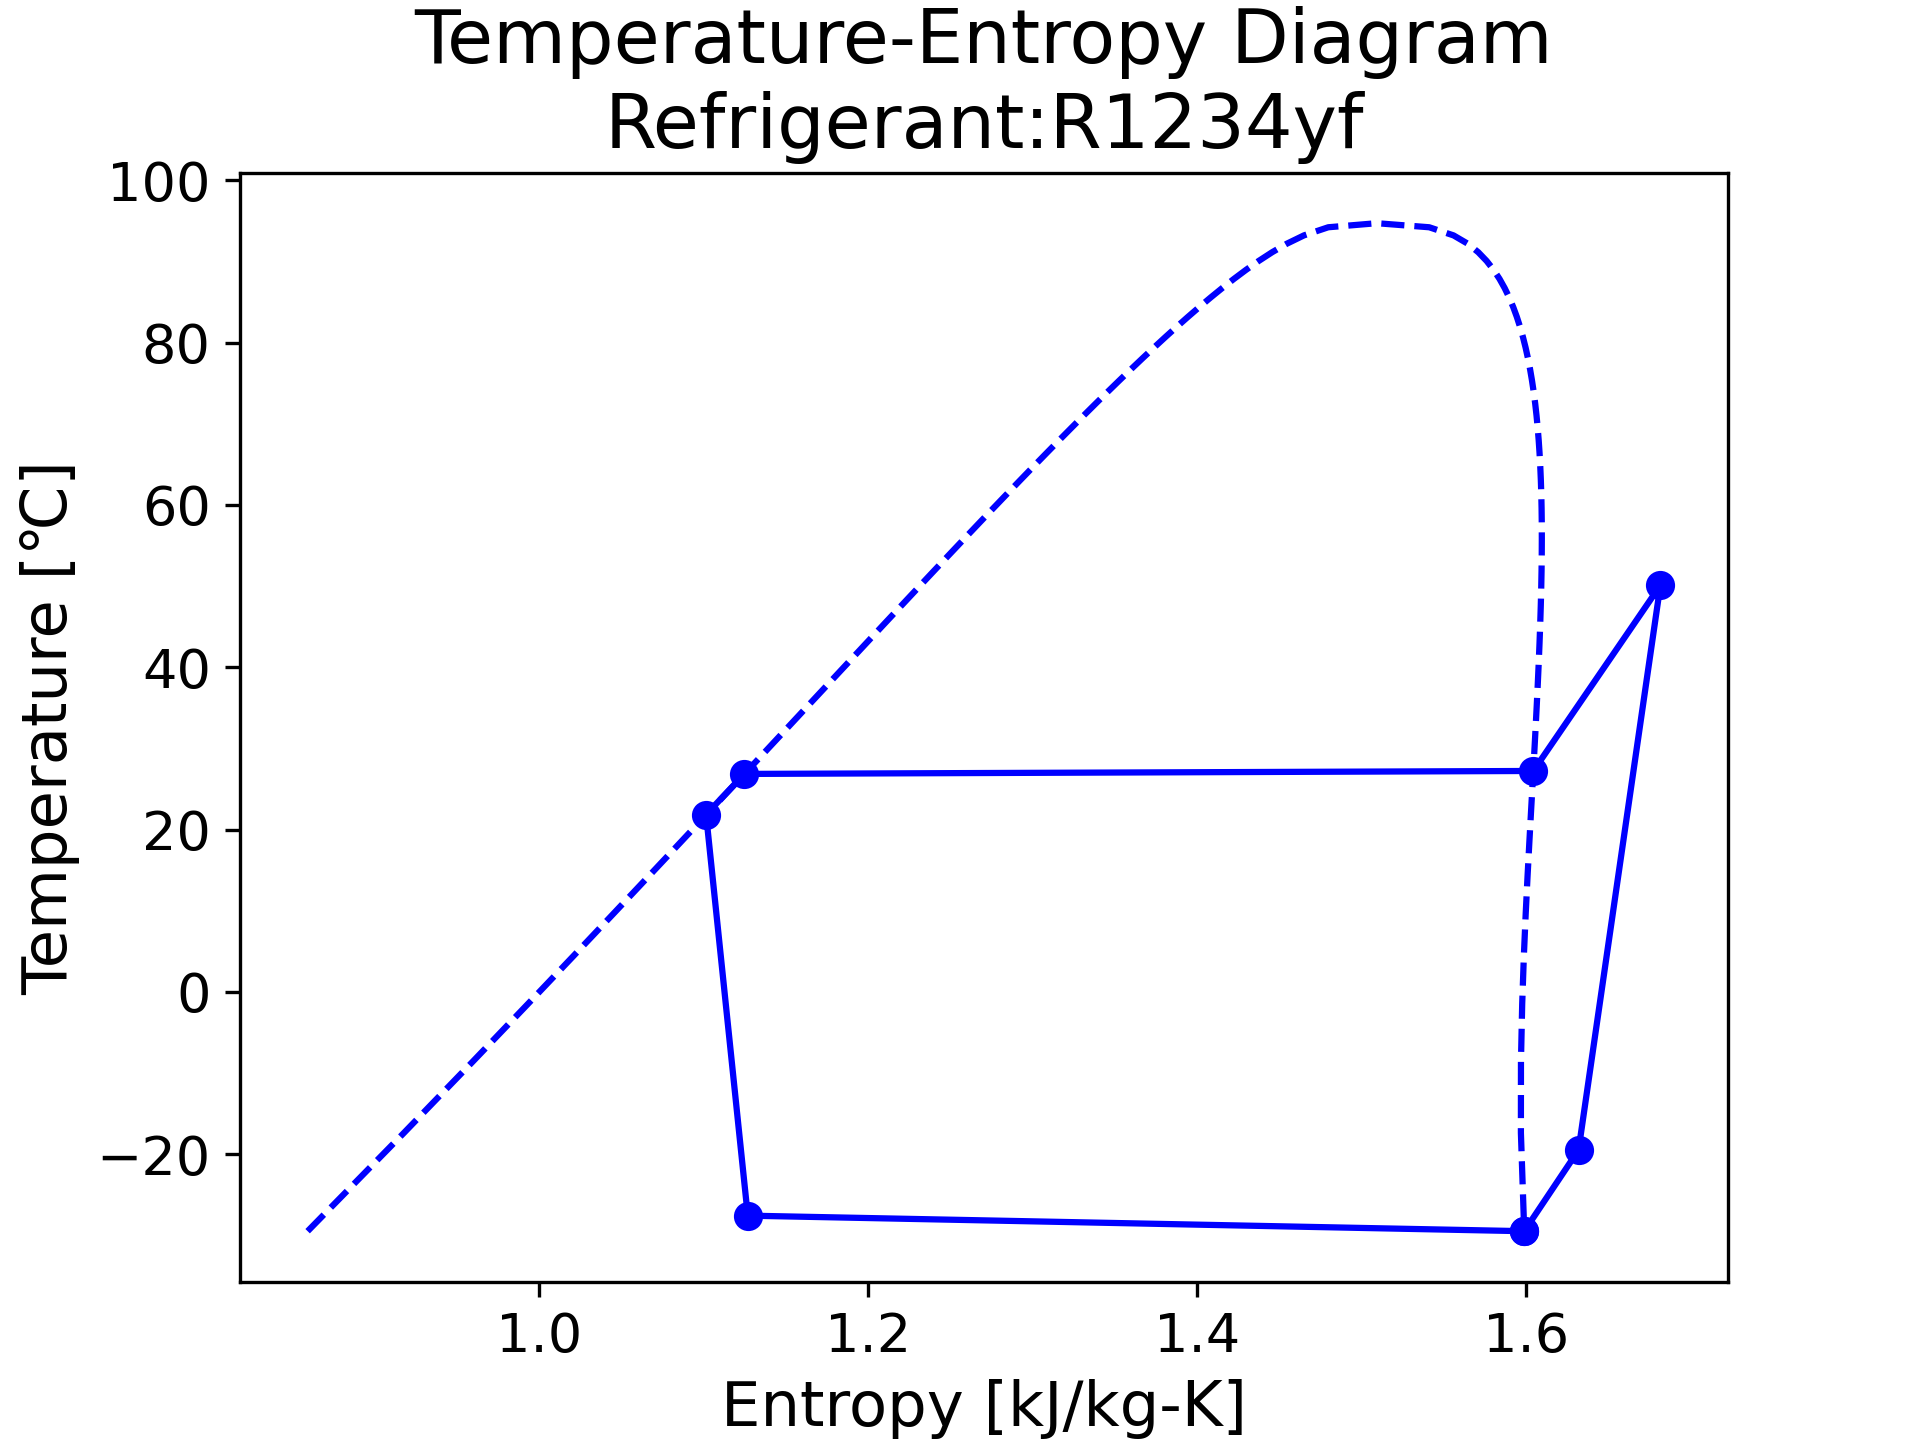 Temperature-Entropy Diagram
Refrigerant:R1234yf
100
80
60
40
20
0
−20
Temperature [°C]
1.0 1.2 1.4 1.6
Entropy [kJ/kg-K]